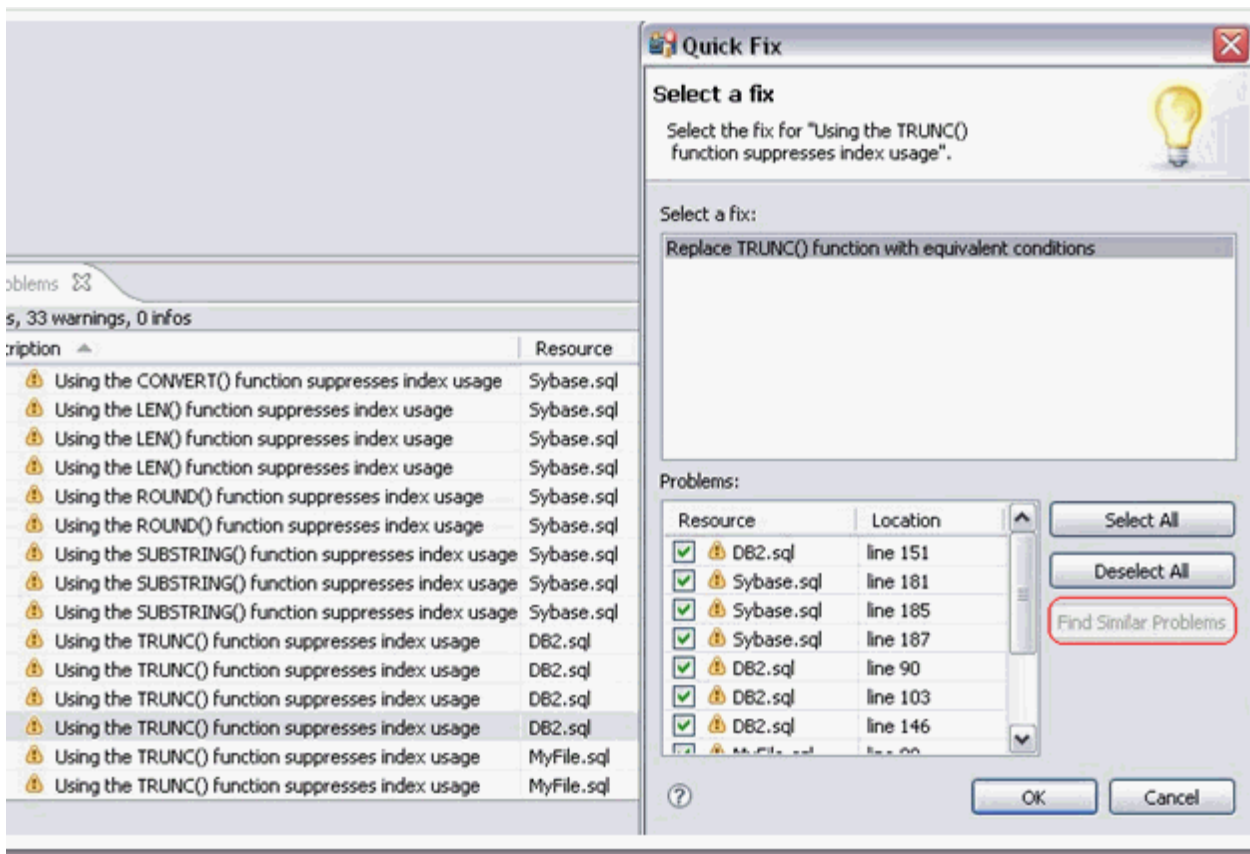 oblems
s, 33 warnings, 0 infos
cription Resource
Using the CONVERT() function suppresses index usage Sybase.sql
Using the LEN() function suppresses index usage Sybase.sql
Using the LEN() function suppresses index usage Sybase.sql
Using the LEN() function suppresses index usage Sybase.sql
Using the ROUND() function suppresses index usage Sybase.sql
Using the ROUND() function suppresses index usage Sybase.sql
Using the SUBSTRING() function suppresses index usage Sybase.sql
Using the SUBSTRING() function suppresses index usage Sybase.sql
Using the SUBSTRING() function suppresses index usage Sybase.sql
Using the TRUNC() function suppresses index usage DB2.sql
Using the TRUNC() function suppresses index usage DB2.sql
Using the TRUNC() function suppresses index usage DB2.sql
Using the TRUNC() function suppresses index usage DB2.sql
Using the TRUNC() function suppresses index usage MyFile.sql
Using the TRUNC() function suppresses index usage MyFile.sql
Quick Fix
Select a fix
Select the fix for "Using the TRUNC()
function suppresses index usage".
Select a fix:
Replace TRUNC() function with equivalent conditions
Problems:
Resource Location
DB2.sql line 151
Sybase.sql line 181
Sybase.sql line 185
Sybase.sql line 187
DB2.sql line 90
DB2.sql line 103
DB2.sql line 146
Select All
Deselect All
Find Similar Problems
OK Cancel